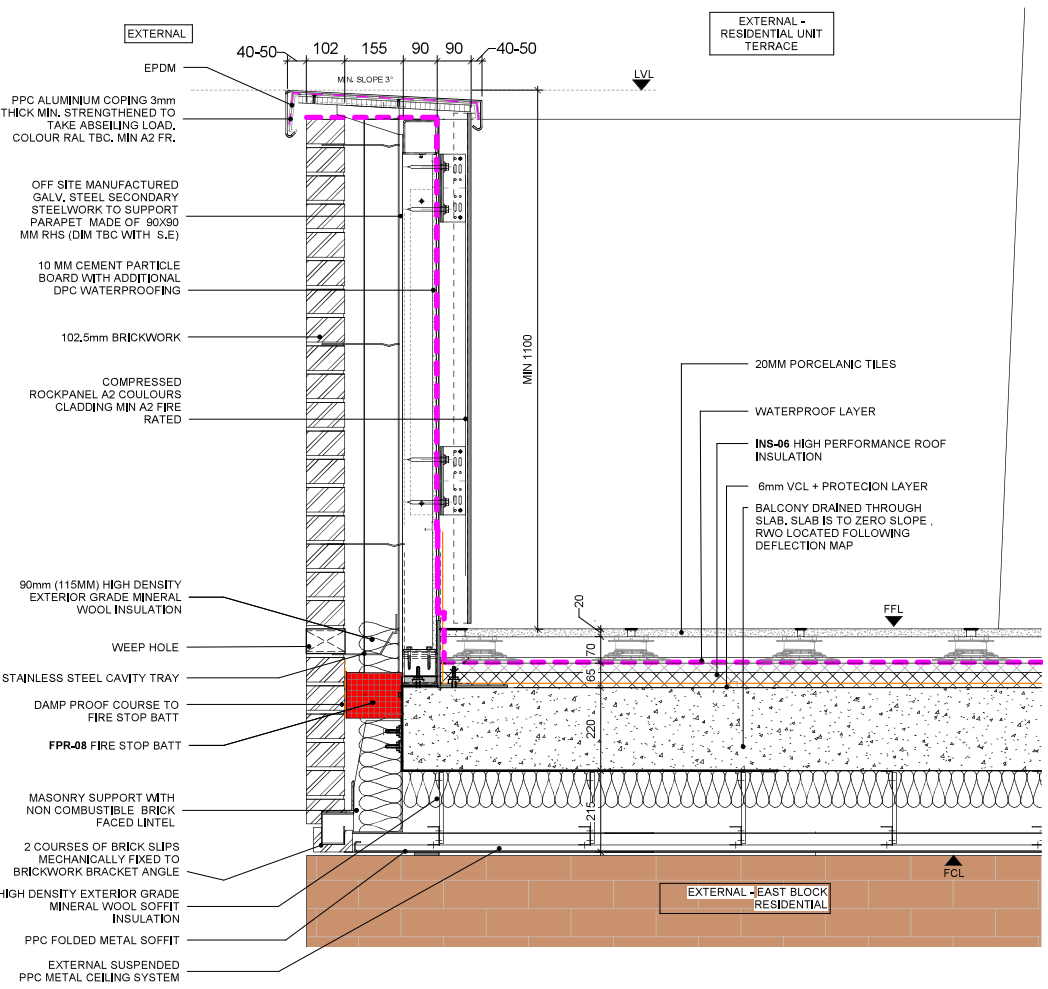 EXTERNAL
EXTERNAL -
RESIDENTIAL UNIT
TERRACE
40-50
102
155
90
90
40-50
MIN. SLOPE 3°
LVL
EPDM
PPC ALUMINIUM COPING 3mm
THICK MIN. STRENGTHENED TO
TAKE ABSEILING LOAD.
COLOUR RAL TBC. MIN A2 FR.
OFF SITE MANUFACTURED
GALV. STEEL SECONDARY
STEELWORK TO SUPPORT
PARAPET MADE OF 90X90
MM RHS (DIM TBC WITH S.E)
10 MM CEMENT PARTICLE
BOARD WITH ADDITIONAL
DPC WATERPROOFING
102.5mm BRICKWORK
COMPRESSED
ROCKPANEL A2 COULOURS
CLADDING MIN A2 FIRE
RATED
MIN 1100
20MM PORCELANIC TILES
WATERPROOF LAYER
INS-06 HIGH PERFORMANCE ROOF
INSULATION
6mm VCL + PROTECION LAYER
BALCONY DRAINED THROUGH
SLAB. SLAB IS TO ZERO SLOPE ,
RWO LOCATED FOLLOWING
DEFLECTION MAP
90mm (115MM) HIGH DENSITY
EXTERIOR GRADE MINERAL
WOOL INSULATION
WEEP HOLE
STAINLESS STEEL CAVITY TRAY
DAMP PROOF COURSE TO
FIRE STOP BATT
FPR-08 FIRE STOP BATT
20
70
65
220
215
FFL
MASONRY SUPPORT WITH
NON COMBUSTIBLE BRICK
FACED LINTEL
2 COURSES OF BRICK SLIPS
MECHANICALLY FIXED TO
BRICKWORK BRACKET ANGLE
HIGH DENSITY EXTERIOR GRADE
MINERAL WOOL SOFFIT
INSULATION
PPC FOLDED METAL SOFFIT
EXTERNAL SUSPENDED
PPC METAL CEILING SYSTEM
FCL
EXTERNAL - EAST BLOCK
RESIDENTIAL